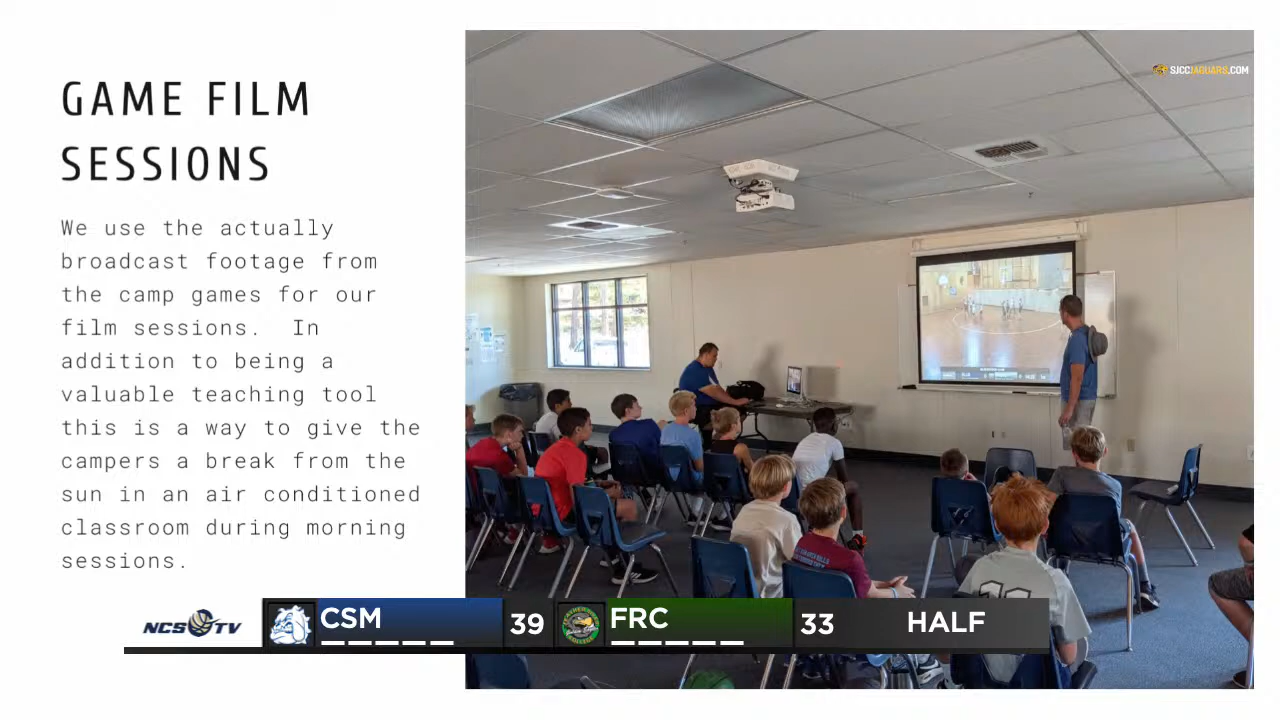 SJCCJAGUARS.COM
GAME FILM
SESSIONS
We use the actually
broadcast footage from
the camp games for our
film sessions. In
addition to being a
valuable teaching tool
this is a way to give the
campers a break from the
sun in an air conditioned
classroom during morning
sessions.
NCS TV
CSM 39 FRC 33 HALF